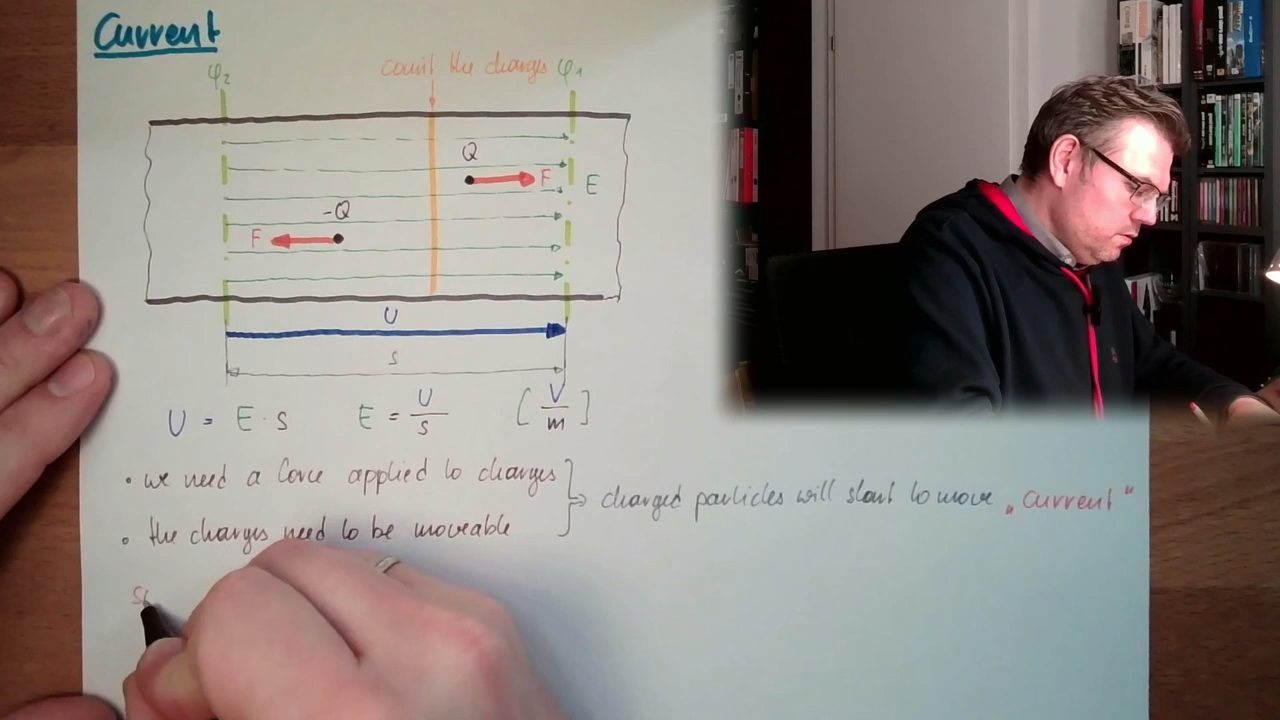 Current
φ₂ count the charges φ₁
Q
F E
-Q
F
U
s
U = E · s E = U/s [V/m]
• we need a force applied to charges
⇒ charged particles will start to move „current"
• the charges need to be moveable